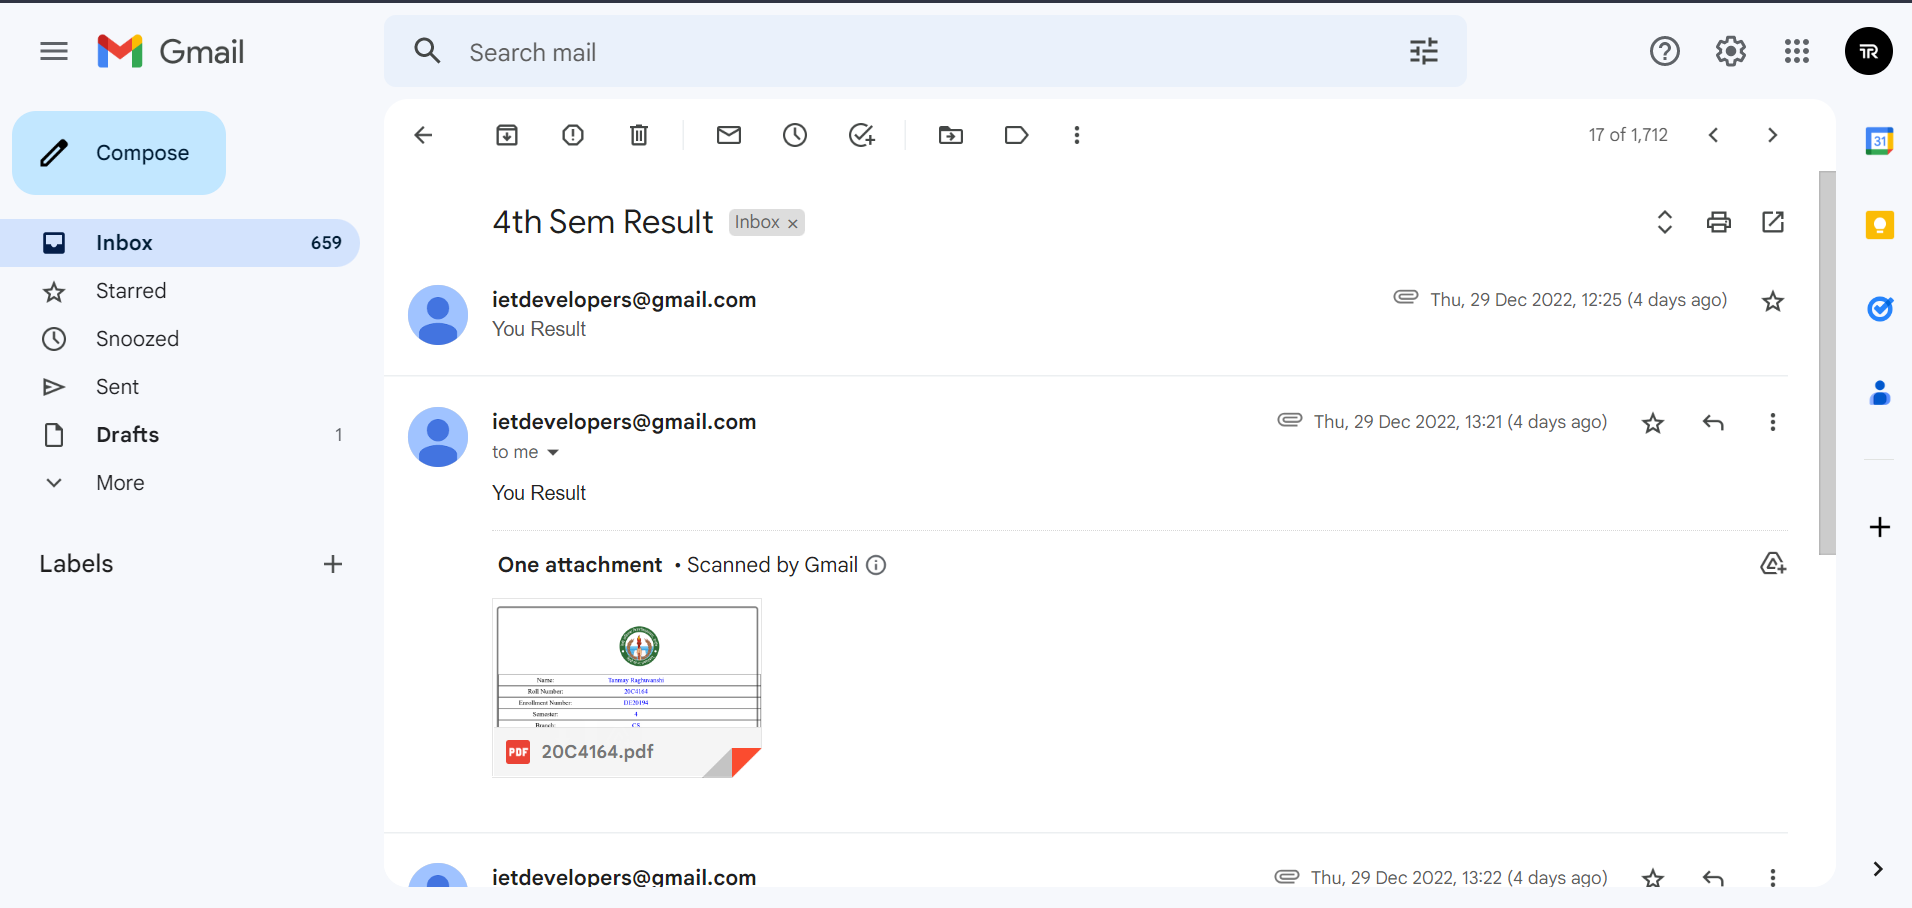 Gmail
Search mail
TR
Compose
17 of 1,712
31
4th Sem Result Inbox x
Inbox 659
Starred
Snoozed
Sent
Drafts 1
More
Labels
ietdevelopers@gmail.com Thu, 29 Dec 2022, 12:25 (4 days ago)
You Result
ietdevelopers@gmail.com Thu, 29 Dec 2022, 13:21 (4 days ago)
to me
You Result
One attachment • Scanned by Gmail
Name: Tanmay Raghuvanshi
Roll Number: 20C4164
Enrollment Number: DE20194
Semester: 4
Branch: CS
PDF 20C4164.pdf
ietdevelopers@gmail.com Thu, 29 Dec 2022, 13:22 (4 days ago)